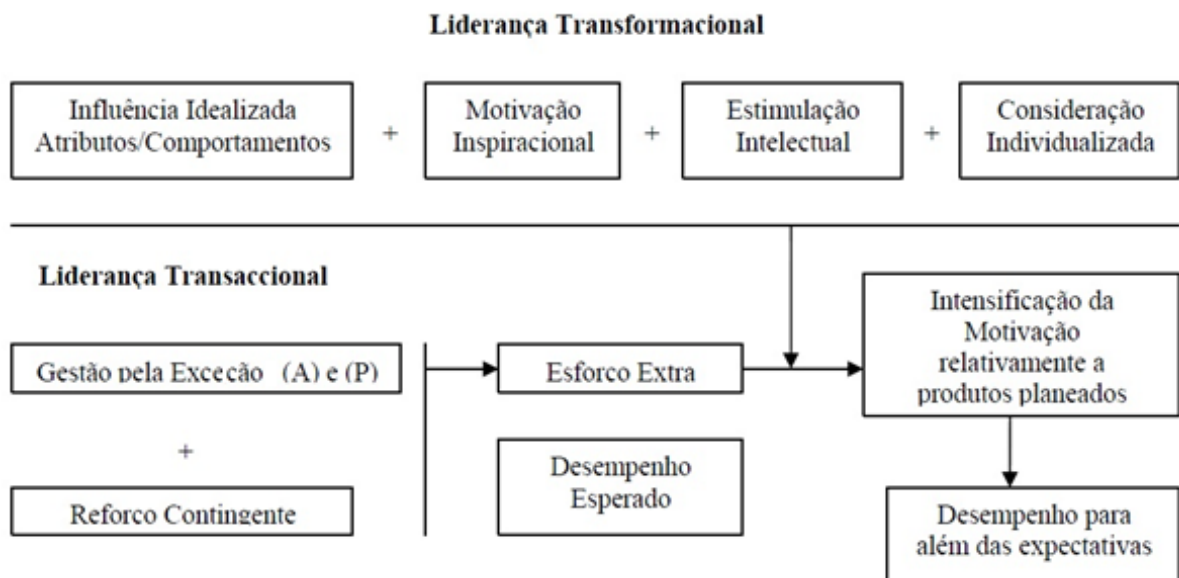 Liderança Transformacional
Influência Idealizada
Atributos/Comportamentos
+
Motivação
Inspiracional
+
Estimulação
Intelectual
+
Consideração
Individualizada
Liderança Transaccional
Gestão pela Exceção (A) e (P)
+
Reforço Contingente
Esforço Extra
Desempenho
Esperado
Intensificação da
Motivação
relativamente a
produtos planeados
Desempenho para
além das expectativas